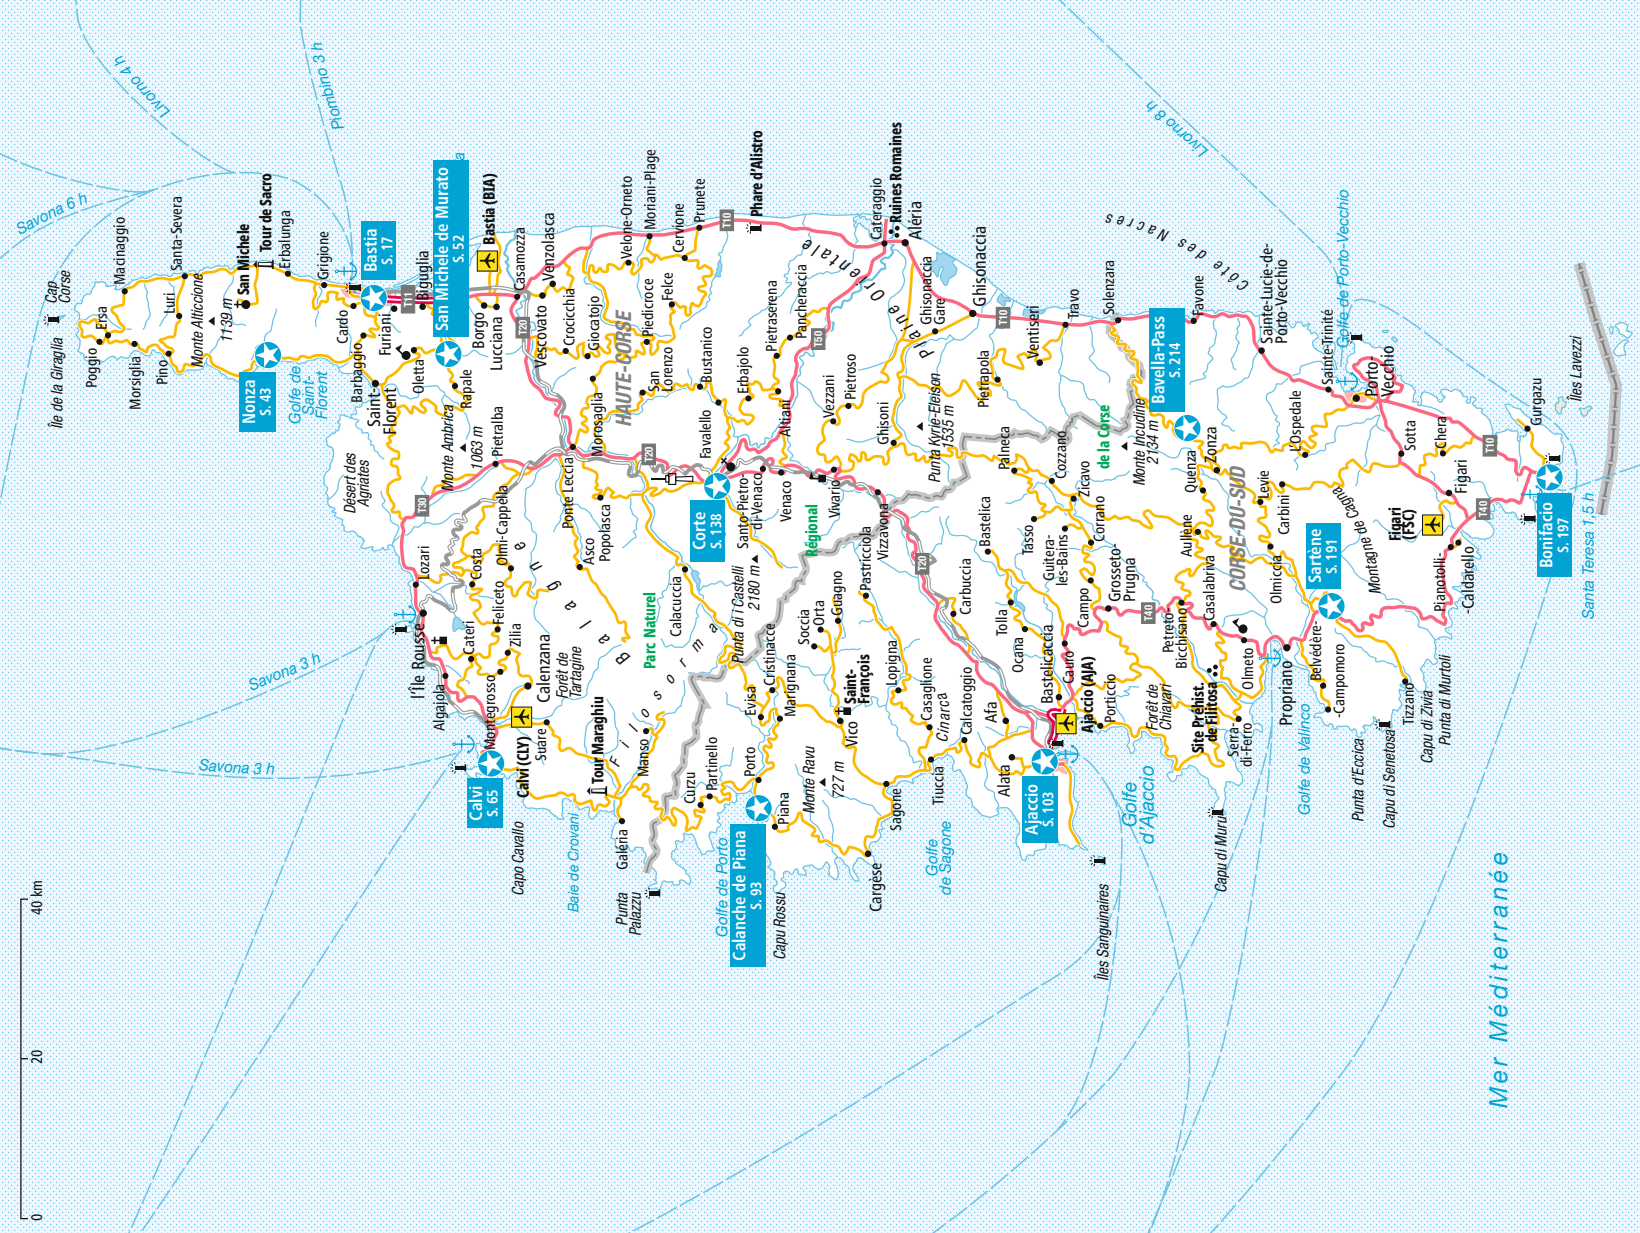 Livorno 4 h
Piombino 3 h
Savona 6 h
Livorno 8 h
Savona 3 h
Savona 3 h
Santa Teresa 1,5 h
Île de la Giraglia
Cap
Corse
Ersa
Poggio
Macinaggio
Morsiglia
Pino
Luri
Santa-Severa
Monte Alticcione
1139 m
San Michele
Tour de Sacro
Erbalunga
Nonza
S. 43
Golfe de
Saint-
Florent
Grigione
Cardo
Bastia
S. 17
Barbaggio
Furiani
Saint-
Florent
T11
Biguglia
Oletta
San Michele de Murato
S. 52
a
Rapale
Borgo
Lucciana
Bastia (BIA)
Désert des
Agriates
Monte Ambrica
1063 m
Pietralba
T30
T20
Casamozza
Venzolasca
Vescovato
Crocicchia
Giocatojo
HAUTE-CORSE
Morosaglia
Ponte Leccia
Velone-Orneto
Moriani-Plage
Cervione
Prunete
Piedicroce
Felce
San
Lorenzo
Bustanico
T20
T10
Phare d'Alistro
Favalello
Erbajolo
Pietraserena
Pancheraccia
T50
Altiani
Plaine Orientale
Cateraggio
Ruines Romaines
Aléria
Lozari
L'Île Rousse
Algajola
Costa
Olmi-Cappella
Feliceto
Cateri
Zilia
Montegrosso
Calenzana
Balagne
Asco
Popolasca
Calvi
S. 65
Calvi (CLY)
Suare
Forêt de
Tartagine
Tour Maraghiu
Capo Cavallo
Baie de Crovani
Galéria
Manso
Filosorma
Parc Naturel
Régional
de la Corse
Calacuccia
Corte
S. 138
Santo-Pietro-
di-Venaco
Venaco
Vivario
Vezzani
Pietroso
Ghisoni
Ghisonaccia
Gare
Ghisonaccia
Punta
Palazzu
Curzu
Partinello
Golfe de Porto
Porto
Calanche de Piana
S. 93
Piana
Capu Rossu
Evisa
Cristinacce
Marignana
Punta di i Castelli
2180 m
Soccia
Orta
Guagno
Pastricciola
Vizzavona
Saint-
François
Vico
Monte Ravu
727 m
Lopigna
Casaglione
Cinarca
Calcatoggio
Sagone
Cargèse
Tiuccia
Golfe
de Sagone
T20
Carbuccia
Punta Kyrie-Eleison
1535 m
Palneca
Pietrapola
T10
Ventiseri
Travo
Solenzara
Côte des Nacres
Bastelica
Tasso
Cozzano
Zicavo
Guitera-
les-Bains
Corrano
Monte Incudine
2134 m
Bavella-Pass
S. 214
Favone
Tolla
Ocana
Afa
Alata
Bastelicaccia
Cauro
Campo
Grosseto-
Prugna
Ajaccio
S. 103
Ajaccio (AJA)
Porticcio
Golfe
d'Ajaccio
Îles Sanguinaires
Forêt de
Chiavari
T40
Petreto-
Bicchisano
Casalabriva
Aullène
Quenza
Zonza
CORSE-DU-SUD
Levie
Carbini
Olmiccia
L'Ospedale
Sainte-Lucie-de-
Porto-Vecchio
Sainte-Trinité
Golfe de Porto-Vecchio
Porto-
Vecchio
Site Préhist.
de Filitosa
Olmeto
Serra-
di-Ferro
Capu di Muru
Propriano
Golfe de Valinco
Sartène
S. 191
Belvédère-
-Campomoro
Punta d'Eccica
Capu di Senetosa
Tizzano
Capu di Zivia
Punta di Murtoli
Montagne de Cagna
Figari
(FSC)
Figari
Sotta
Chera
T10
T40
Pianotolli-
-Caldarello
Bonifacio
S. 197
Gurgazu
Îles Lavezzi
Mer Méditerranée
0
20
40 km